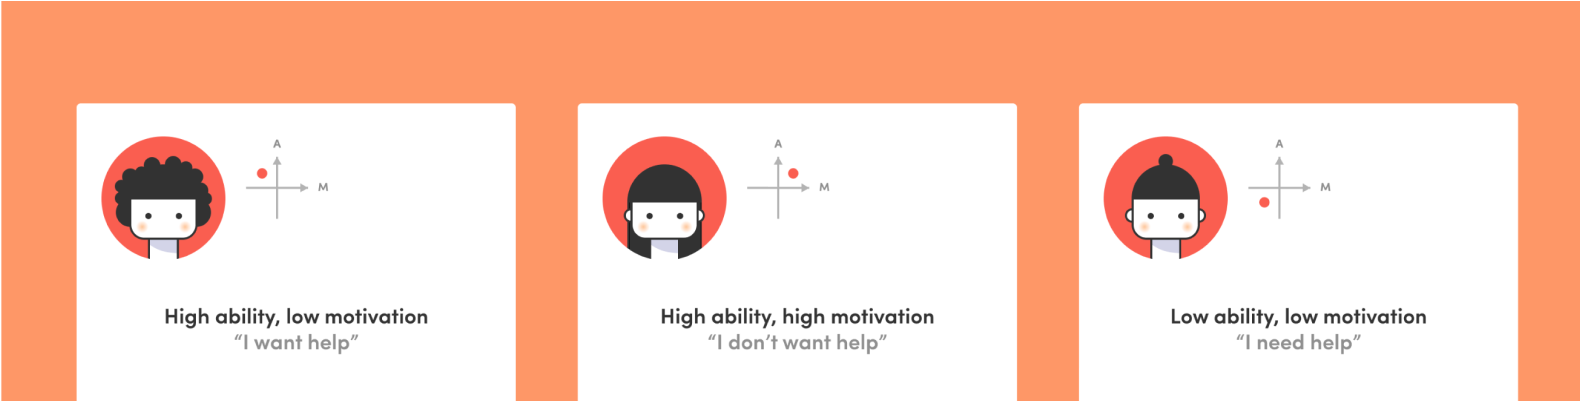 A
M
High ability, low motivation
“I want help”
A
M
High ability, high motivation
“I don’t want help”
A
M
Low ability, low motivation
“I need help”